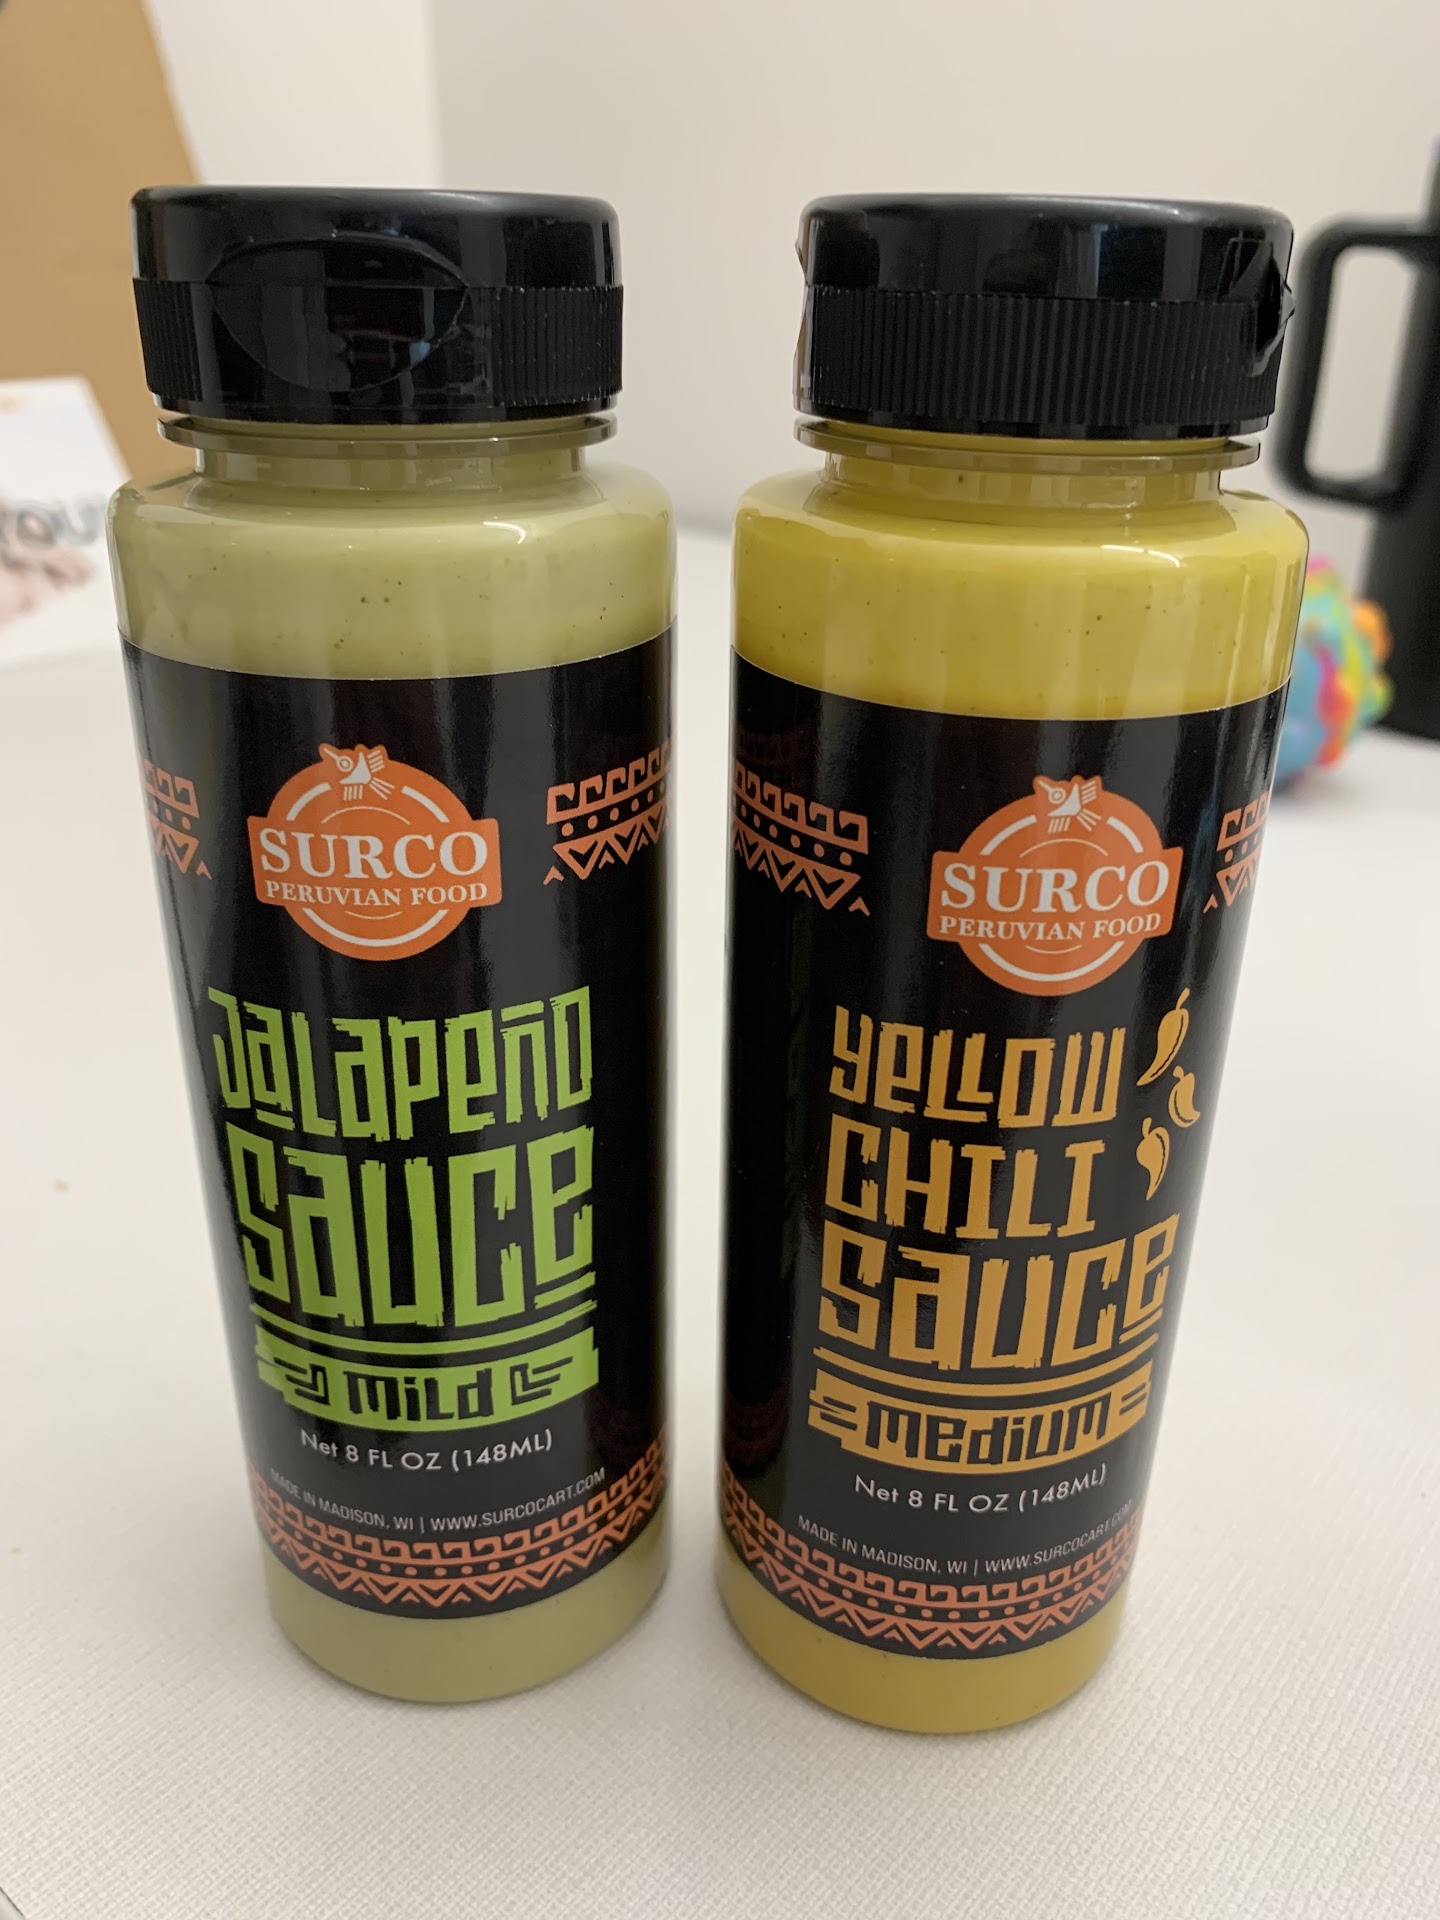 SURCO
PERUVIAN FOOD
Jalapeño
Sauce
Mild
Net 8 FL OZ (148ML)
MADE IN MADISON, WI | WWW.SURCOCART.COM
SURCO
PERUVIAN FOOD
Yellow
CHILI
Sauce
Medium
Net 8 FL OZ (148ML)
MADE IN MADISON, WI | WWW.SURCOCART.COM